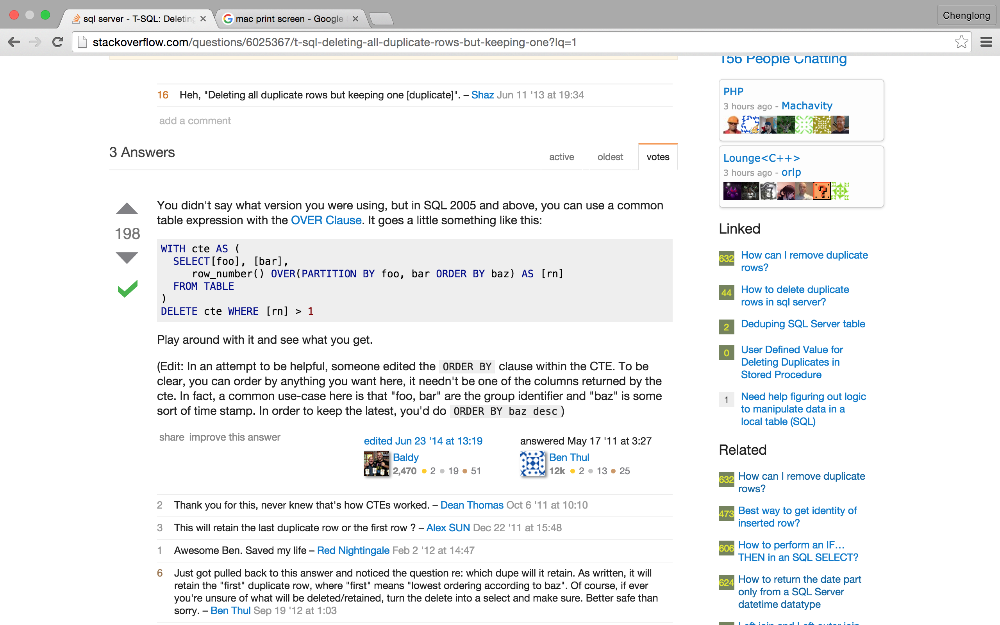 sql server - T-SQL: Deleting
mac print screen - Google
Chenglong
stackoverflow.com/questions/6025367/t-sql-deleting-all-duplicate-rows-but-keeping-one?lq=1
16 Heh, "Deleting all duplicate rows but keeping one [duplicate]". – Shaz Jun 11 '13 at 19:34
add a comment
3 Answers
active oldest votes
198
You didn't say what version you were using, but in SQL 2005 and above, you can use a common
table expression with the OVER Clause. It goes a little something like this:
WITH cte AS (
  SELECT[foo], [bar],
     row_number() OVER(PARTITION BY foo, bar ORDER BY baz) AS [rn]
  FROM TABLE
)
DELETE cte WHERE [rn] > 1
Play around with it and see what you get.
(Edit: In an attempt to be helpful, someone edited the ORDER BY clause within the CTE. To be
clear, you can order by anything you want here, it needn't be one of the columns returned by the
cte. In fact, a common use-case here is that "foo, bar" are the group identifier and "baz" is some
sort of time stamp. In order to keep the latest, you'd do ORDER BY baz desc)
share improve this answer
edited Jun 23 '14 at 13:19
Baldy
2,470 2 19 51
answered May 17 '11 at 3:27
Ben Thul
12k 2 13 25
2 Thank you for this, never knew that's how CTEs worked. – Dean Thomas Oct 6 '11 at 10:10
3 This will retain the last duplicate row or the first row ? – Alex SUN Dec 22 '11 at 15:48
1 Awesome Ben. Saved my life – Red Nightingale Feb 2 '12 at 14:47
6 Just got pulled back to this answer and noticed the question re: which dupe will it retain. As written, it will
retain the "first" duplicate row, where "first" means "lowest ordering according to baz". Of course, if ever
you're unsure of what will be deleted/retained, turn the delete into a select and make sure. Better safe than
sorry. – Ben Thul Sep 19 '12 at 1:03
156 People Chatting
PHP
3 hours ago - Machavity
Lounge<C++>
3 hours ago - orlp
Linked
632 How can I remove duplicate
rows?
44 How to delete duplicate
rows in sql server?
2 Deduping SQL Server table
0 User Defined Value for
Deleting Duplicates in
Stored Procedure
1 Need help figuring out logic
to manipulate data in a
local table (SQL)
Related
632 How can I remove duplicate
rows?
473 Best way to get identity of
inserted row?
606 How to perform an IF…
THEN in an SQL SELECT?
624 How to return the date part
only from a SQL Server
datetime datatype